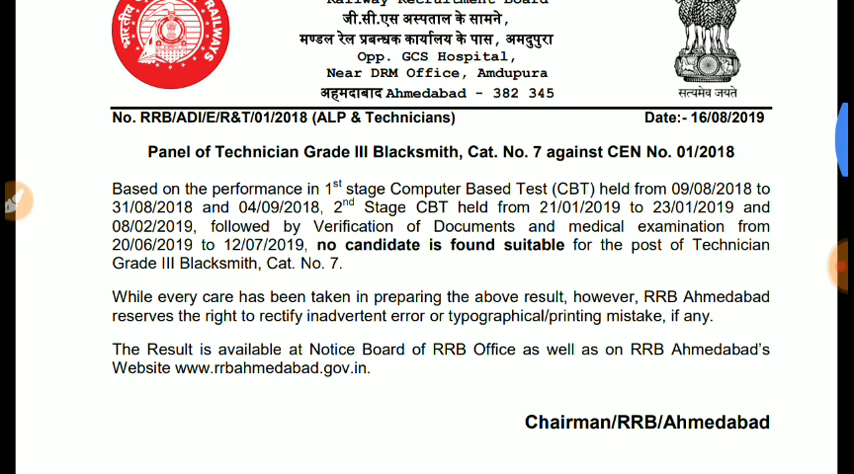 Railway Recruitment Board
जी.सी.एस अस्पताल के सामने,
मण्डल रेल प्रबन्धक कार्यालय के पास, अमदुपुरा
Opp. GCS Hospital,
Near DRM Office, Amdupura
अहमदाबाद Ahmedabad - 382 345
भारतीय RAILWAYS
सत्यमेव जयते
No. RRB/ADI/E/R&T/01/2018 (ALP & Technicians) Date:- 16/08/2019
Panel of Technician Grade III Blacksmith, Cat. No. 7 against CEN No. 01/2018
Based on the performance in 1st stage Computer Based Test (CBT) held from 09/08/2018 to
31/08/2018 and 04/09/2018, 2nd Stage CBT held from 21/01/2019 to 23/01/2019 and
08/02/2019, followed by Verification of Documents and medical examination from
20/06/2019 to 12/07/2019, no candidate is found suitable for the post of Technician
Grade III Blacksmith, Cat. No. 7.
While every care has been taken in preparing the above result, however, RRB Ahmedabad
reserves the right to rectify inadvertent error or typographical/printing mistake, if any.
The Result is available at Notice Board of RRB Office as well as on RRB Ahmedabad's
Website www.rrbahmedabad.gov.in.
Chairman/RRB/Ahmedabad